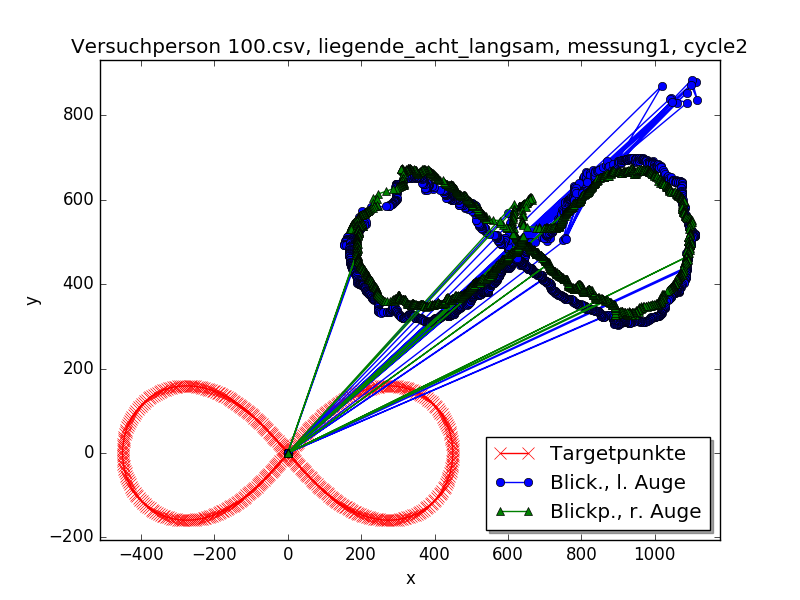 Versuchperson 100.csv, liegende_acht_langsam, messung1, cycle2
800
600
400
200
0
−200
y
−400
−200
0
200
400
600
800
1000
x
Targetpunkte
Blick., l. Auge
Blickp., r. Auge